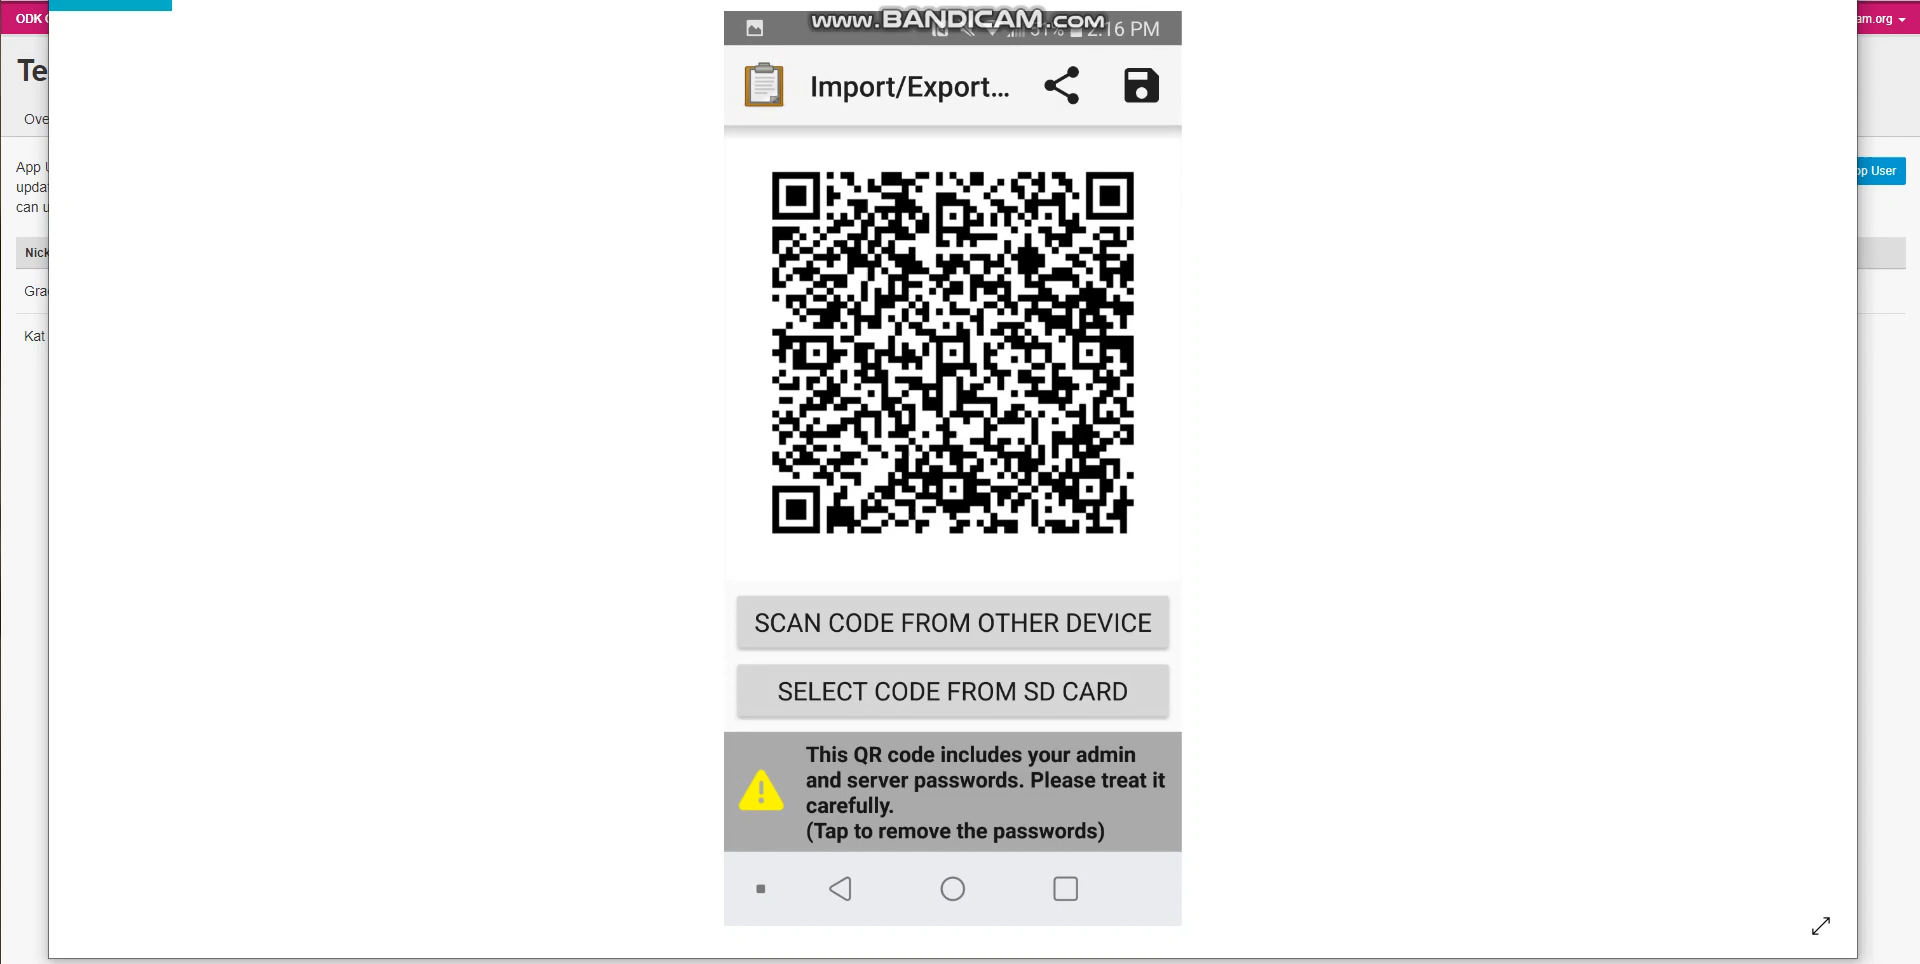 www.BANDICAM.COM
51% 2:16 PM
ODK
am.org
Te
Import/Export...
Ove
App
upda
can u
pp User
Nick
Gra
Kat
SCAN CODE FROM OTHER DEVICE
SELECT CODE FROM SD CARD
This QR code includes your admin
and server passwords. Please treat it
carefully.
(Tap to remove the passwords)